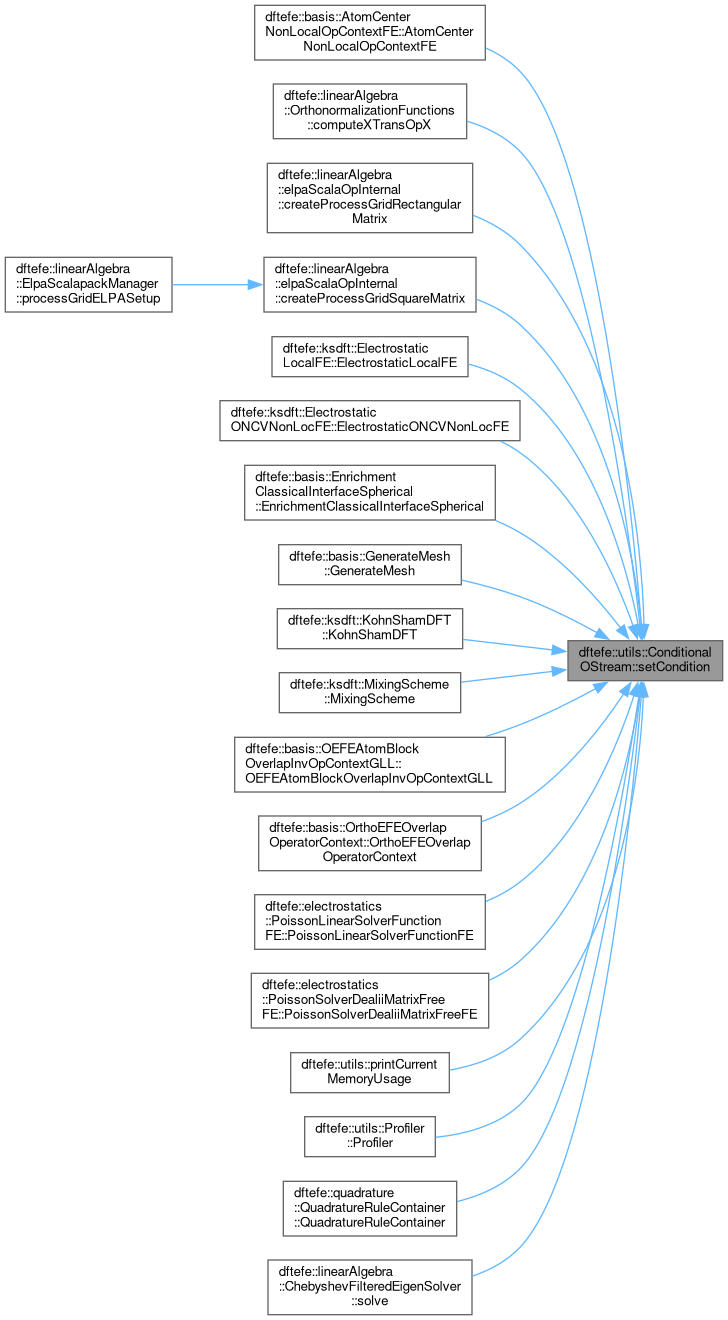 dftefe::basis::AtomCenter
NonLocalOpContextFE::AtomCenter
NonLocalOpContextFE
dftefe::linearAlgebra
::OrthonormalizationFunctions
::computeXTransOpX
dftefe::linearAlgebra
::elpaScalaOpInternal
::createProcessGridRectangular
Matrix
dftefe::linearAlgebra
::ElpaScalapackManager
::processGridELPASetup
dftefe::linearAlgebra
::elpaScalaOpInternal
::createProcessGridSquareMatrix
dftefe::ksdft::Electrostatic
LocalFE::ElectrostaticLocalFE
dftefe::ksdft::Electrostatic
ONCVNonLocFE::ElectrostaticONCVNonLocFE
dftefe::basis::Enrichment
ClassicalInterfaceSpherical
::EnrichmentClassicalInterfaceSpherical
dftefe::basis::GenerateMesh
::GenerateMesh
dftefe::ksdft::KohnShamDFT
::KohnShamDFT
dftefe::utils::Conditional
OStream::setCondition
dftefe::ksdft::MixingScheme
::MixingScheme
dftefe::basis::OEFEAtomBlock
OverlapInvOpContextGLL::
OEFEAtomBlockOverlapInvOpContextGLL
dftefe::basis::OrthoEFEOverlap
OperatorContext::OrthoEFEOverlap
OperatorContext
dftefe::electrostatics
::PoissonLinearSolverFunction
FE::PoissonLinearSolverFunctionFE
dftefe::electrostatics
::PoissonSolverDealiiMatrixFree
FE::PoissonSolverDealiiMatrixFreeFE
dftefe::utils::printCurrent
MemoryUsage
dftefe::utils::Profiler
::Profiler
dftefe::quadrature
::QuadratureRuleContainer
::QuadratureRuleContainer
dftefe::linearAlgebra
::ChebyshevFilteredEigenSolver
::solve